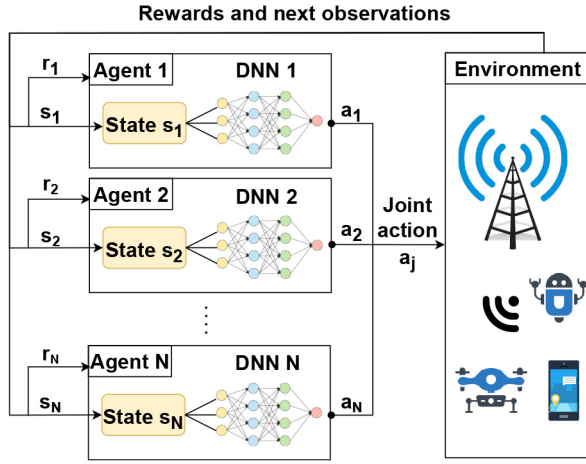 Rewards and next observations
r1
Agent 1
DNN 1
Environment
s1
State s1
a1
r2
Agent 2
DNN 2
s2
State s2
a2
Joint
action
aj
rN
Agent N
DNN N
sN
State sN
aN